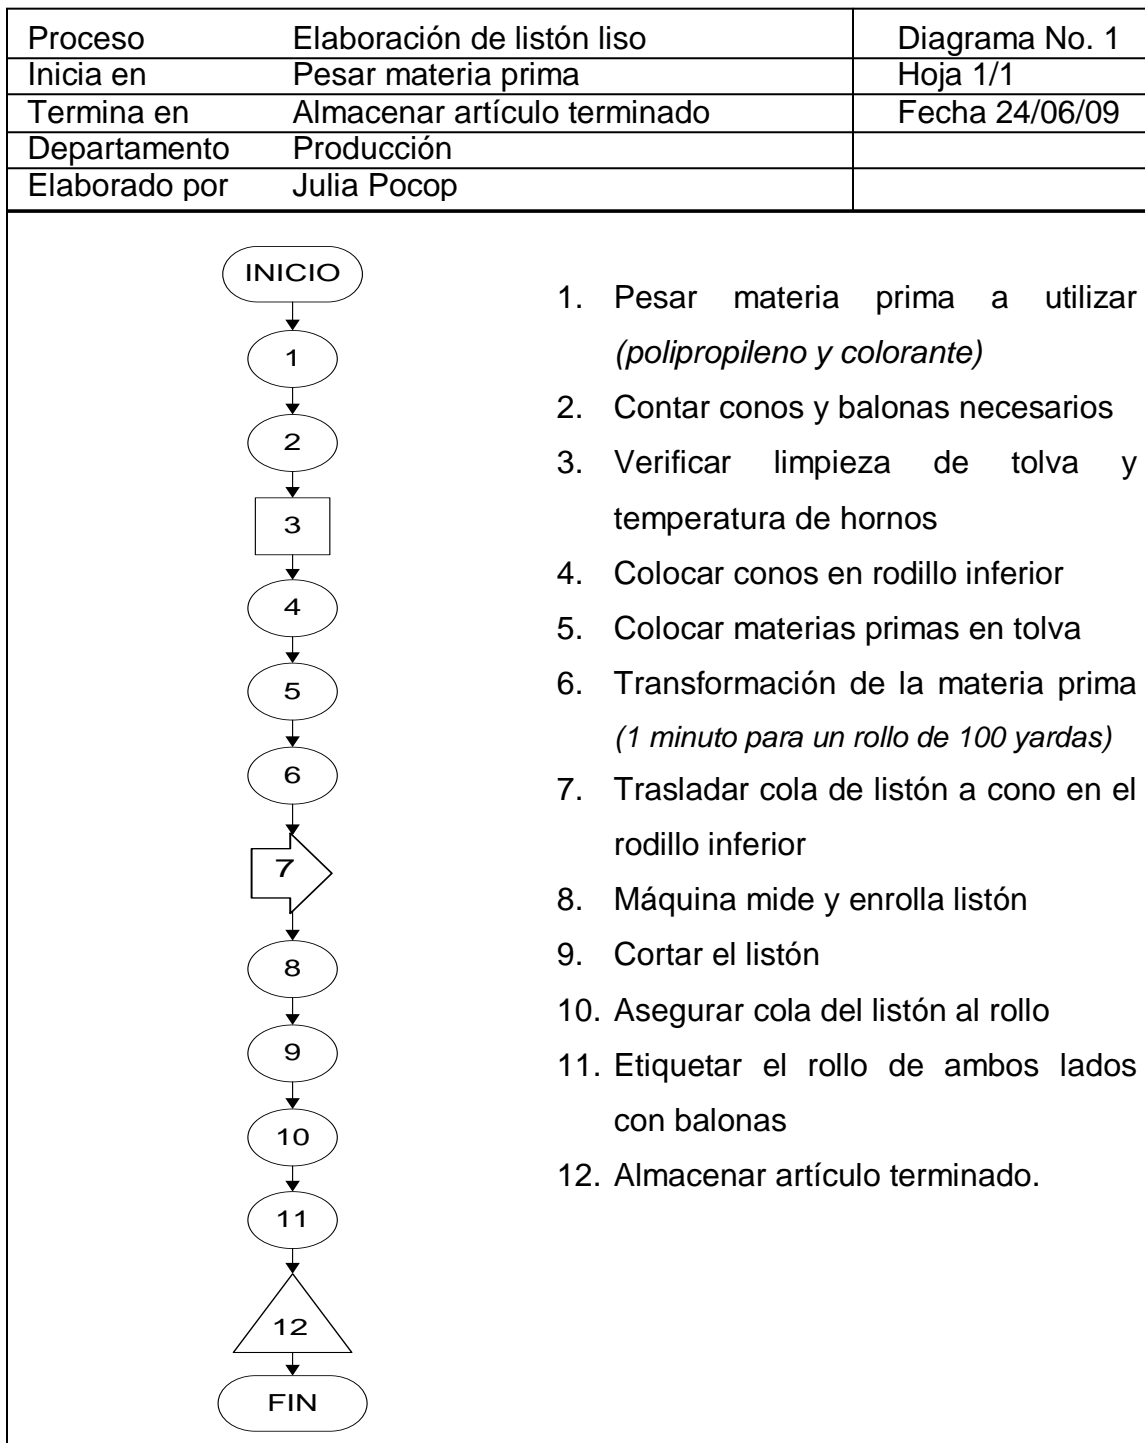 Proceso Elaboración de listón liso Diagrama No. 1
Inicia en Pesar materia prima Hoja 1/1
Termina en Almacenar artículo terminado Fecha 24/06/09
Departamento Producción
Elaborado por Julia Pocop
INICIO
1
2
3
4
5
6
7
8
9
10
11
12
FIN
1. Pesar materia prima a utilizar
(polipropileno y colorante)
2. Contar conos y balonas necesarios
3. Verificar limpieza de tolva y
temperatura de hornos
4. Colocar conos en rodillo inferior
5. Colocar materias primas en tolva
6. Transformación de la materia prima
(1 minuto para un rollo de 100 yardas)
7. Trasladar cola de listón a cono en el
rodillo inferior
8. Máquina mide y enrolla listón
9. Cortar el listón
10. Asegurar cola del listón al rollo
11. Etiquetar el rollo de ambos lados
con balonas
12. Almacenar artículo terminado.